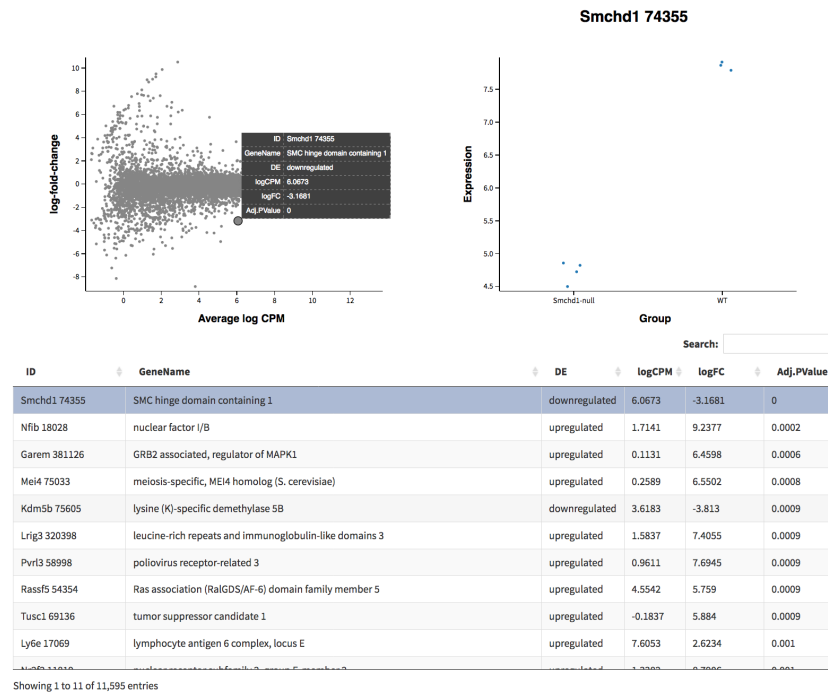 Smchd1 74355
log-fold-change
10
8
6
4
2
0
-2
-4
-6
-8
0 2 4 6 8 10 12
Average log CPM
ID Smchd1 74355
GeneName SMC hinge domain containing 1
DE downregulated
logCPM 6.0673
logFC -3.1681
Adj.PValue 0
Expression
7.5
7.0
6.5
6.0
5.5
5.0
4.5
Smchd1-null WT
Group
Search:
ID GeneName DE logCPM logFC Adj.PValue
Smchd1 74355 SMC hinge domain containing 1 downregulated 6.0673 -3.1681 0
Nfib 18028 nuclear factor I/B upregulated 1.7141 9.2377 0.0002
Garem 381126 GRB2 associated, regulator of MAPK1 upregulated 0.1131 6.4598 0.0006
Mei4 75033 meiosis-specific, MEI4 homolog (S. cerevisiae) upregulated 0.2589 6.5502 0.0008
Kdm5b 75605 lysine (K)-specific demethylase 5B downregulated 3.6183 -3.813 0.0009
Lrig3 320398 leucine-rich repeats and immunoglobulin-like domains 3 upregulated 1.5837 7.4055 0.0009
Pvrl3 58998 poliovirus receptor-related 3 upregulated 0.9611 7.6945 0.0009
Rassf5 54354 Ras association (RalGDS/AF-6) domain family member 5 upregulated 4.5542 5.759 0.0009
Tusc1 69136 tumor suppressor candidate 1 upregulated -0.1837 5.884 0.0009
Ly6e 17069 lymphocyte antigen 6 complex, locus E upregulated 7.6053 2.6234 0.001
Showing 1 to 11 of 11,595 entries